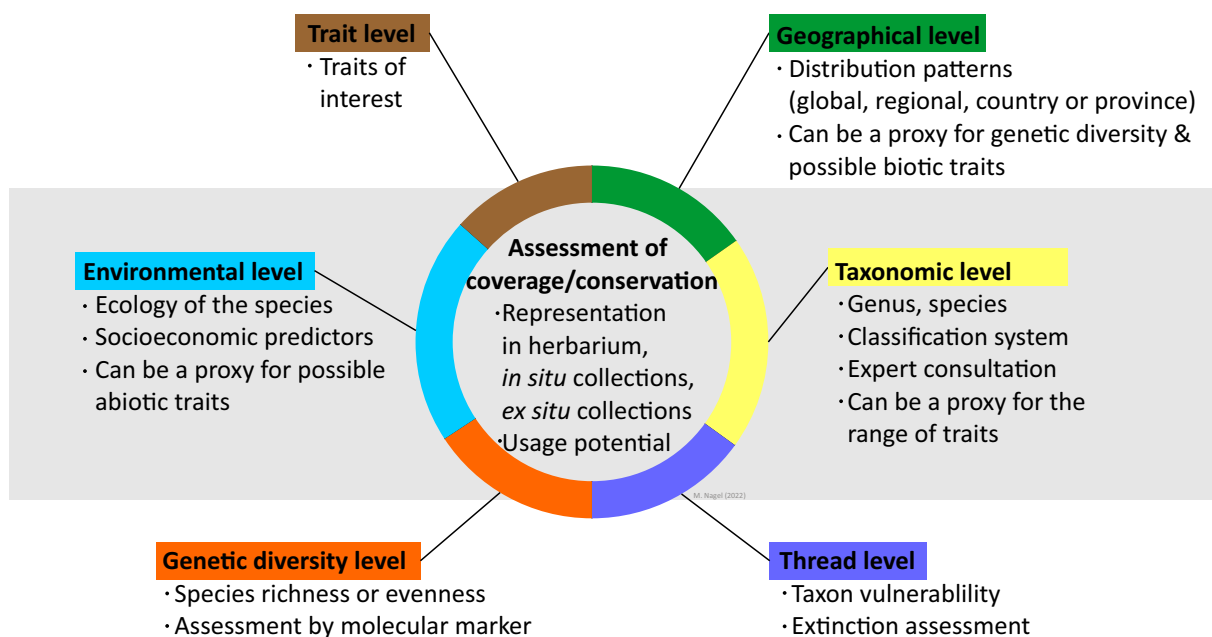 Trait level
· Traits of
interest
Geographical level
· Distribution patterns
(global, regional, country or province)
· Can be a proxy for genetic diversity &
possible biotic traits
Environmental level
· Ecology of the species
· Socioeconomic predictors
· Can be a proxy for possible
abiotic traits
Assessment of
coverage/conservation
· Representation
in herbarium,
in situ collections,
ex situ collections
· Usage potential
Taxonomic level
· Genus, species
· Classification system
· Expert consultation
· Can be a proxy for the
range of traits
M. Nagel (2022)
Genetic diversity level
· Species richness or evenness
· Assessment by molecular marker
Thread level
· Taxon vulnerablility
· Extinction assessment